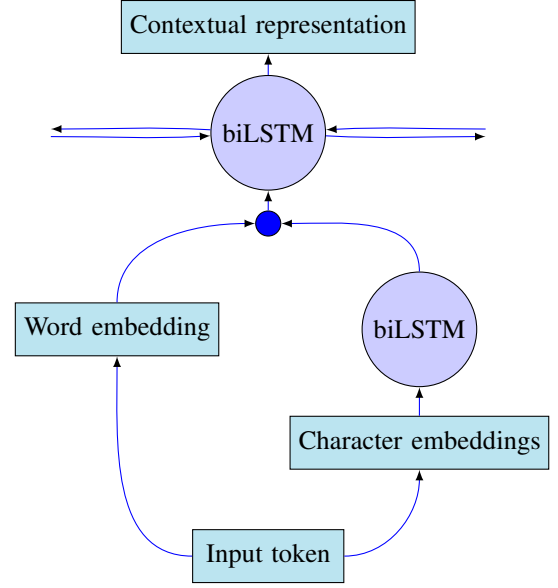 Contextual representation
biLSTM
Word embedding
biLSTM
Character embeddings
Input token